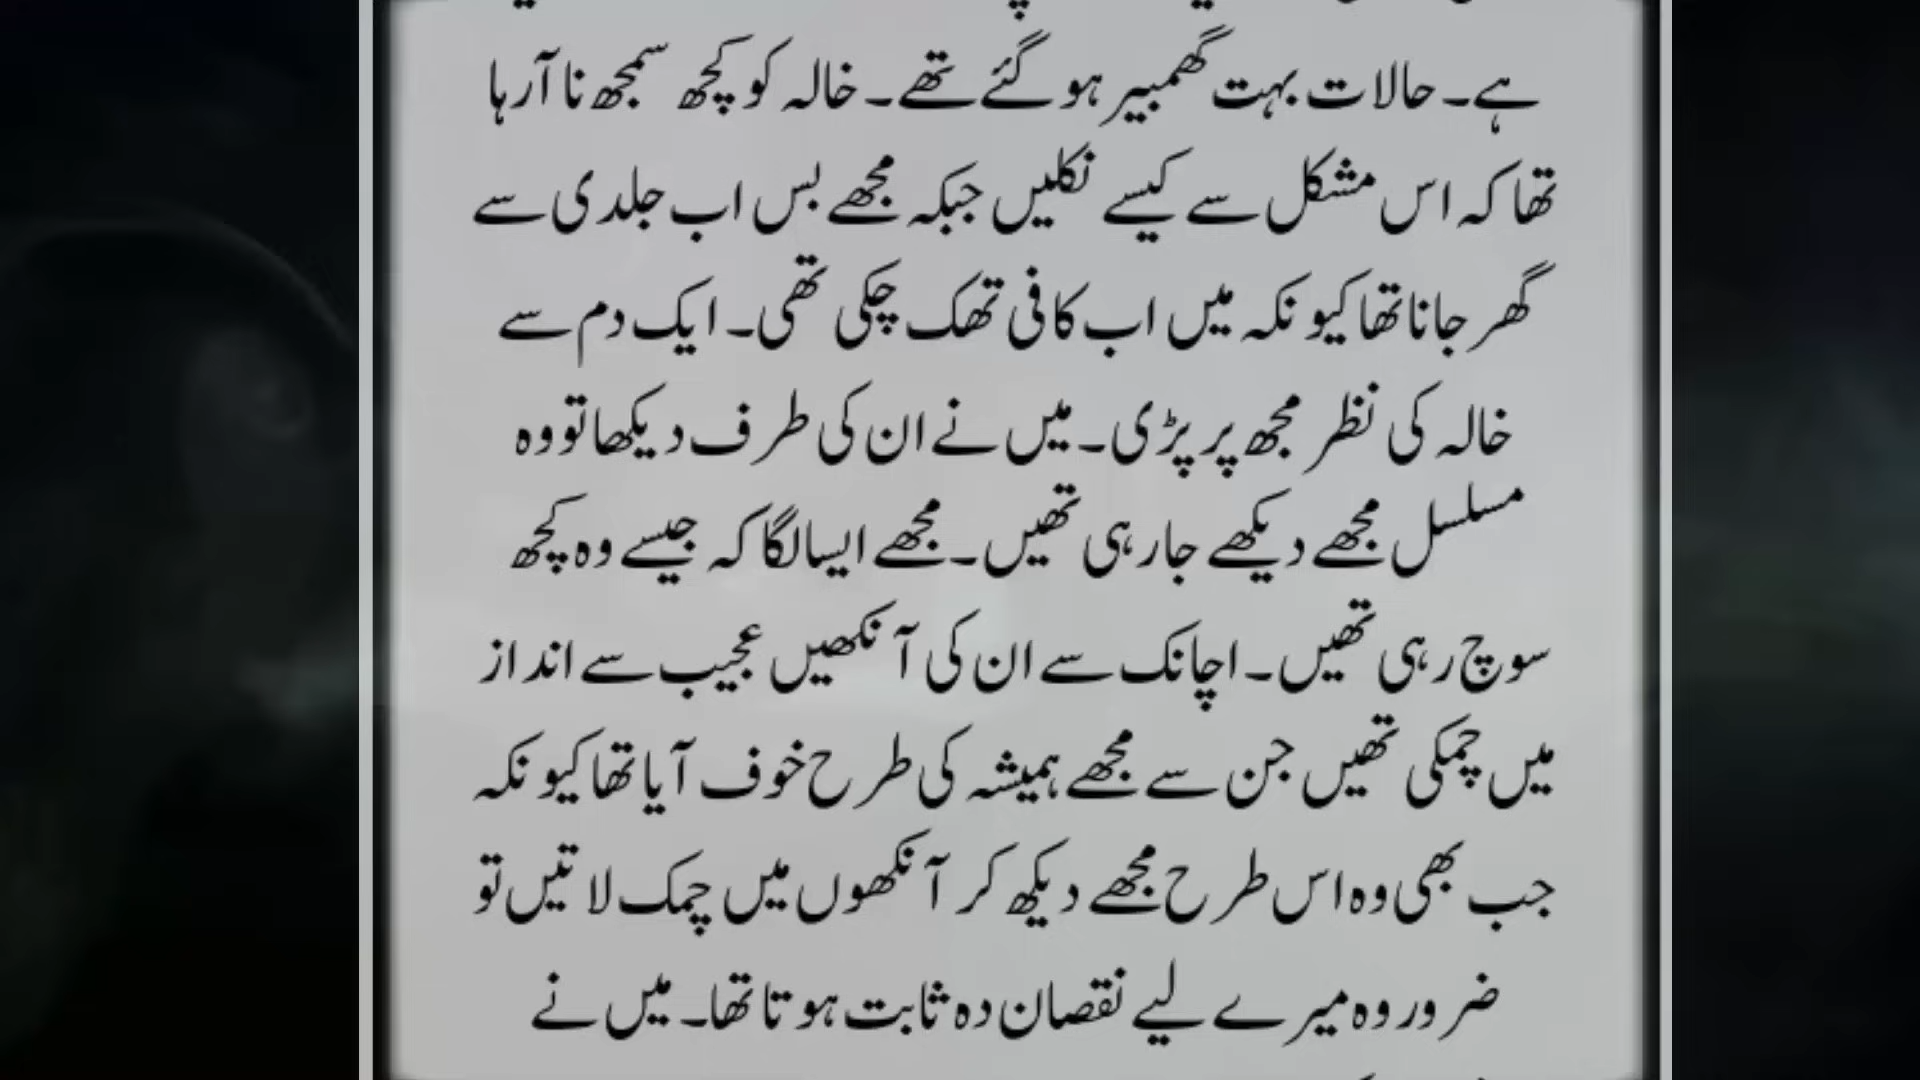 ہے۔ حالات بہت گھمبیر ہو گئے تھے۔ خالہ کو کچھ سمجھ نا آرہا
تھا کہ اس مشکل سے کیسے نکلیں جبکہ مجھے بس اب جلدی سے
گھر جانا تھا کیونکہ میں اب کافی تھک چکی تھی۔ ایک دم سے
خالہ کی نظر مجھ پر پڑی۔ میں نے ان کی طرف دیکھا تو وہ
مسلسل مجھے دیکھے جارہی تھیں۔ مجھے ایسا لگا کہ جیسے وہ کچھ
سوچ رہی تھیں۔ اچانک سے ان کی آنکھیں عجیب سے انداز
میں چمکی تھیں جن سے مجھے ہمیشہ کی طرح خوف آیا تھا کیونکہ
جب بھی وہ اس طرح مجھے دیکھ کر آنکھوں میں چمک لاتیں تو
ضرور وہ میرے لیے نقصان دہ ثابت ہوتا تھا۔ میں نے